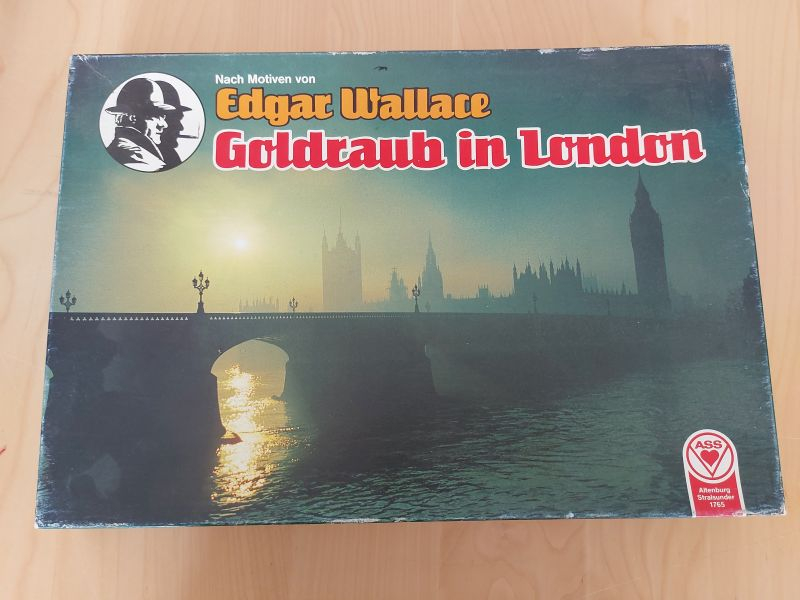 Nach Motiven von
Edgar Wallace
Goldraub in London
ASS
Altenburg
Stralsunder
1765